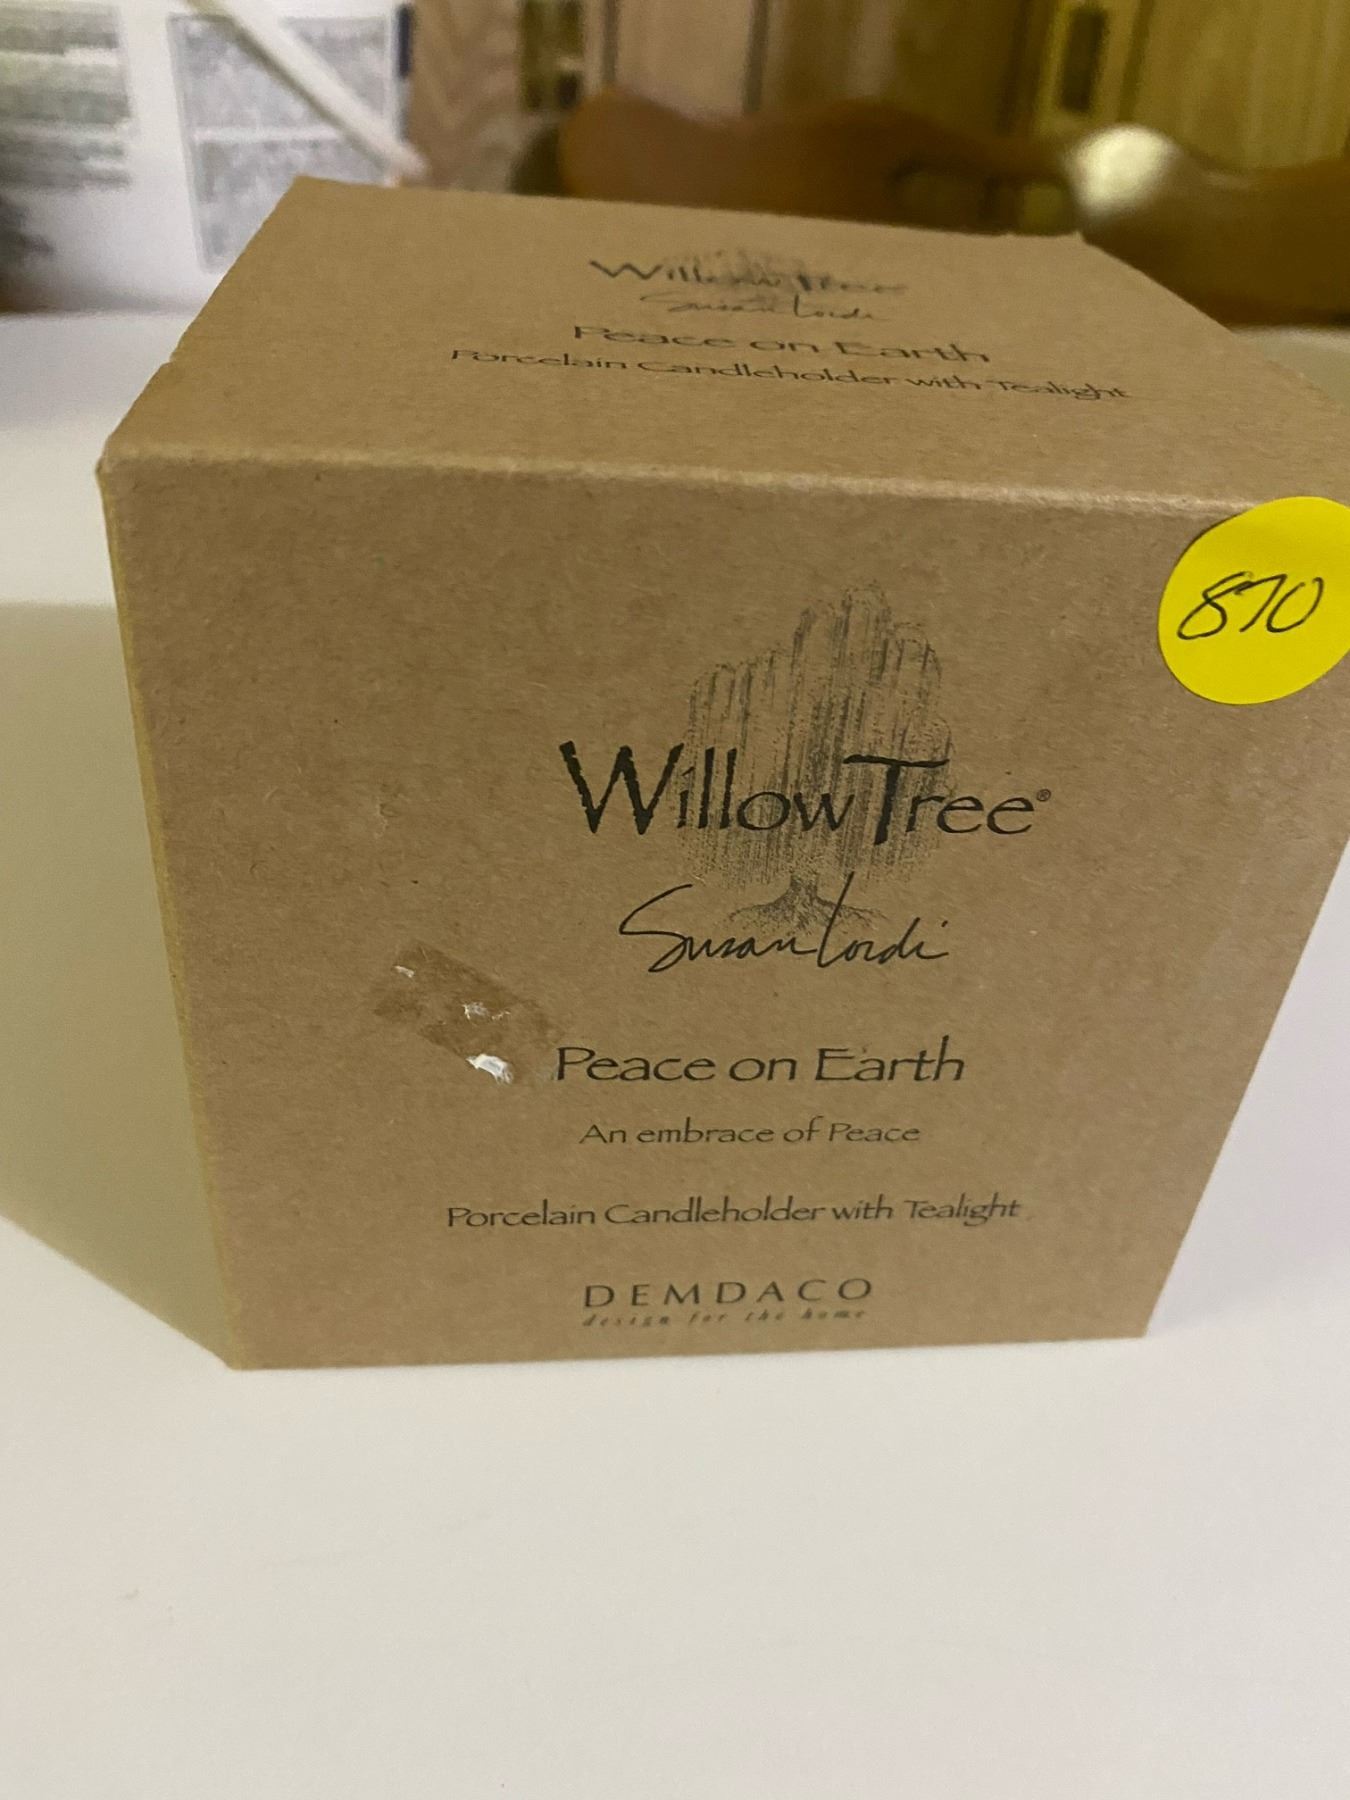 Willow Tree
Susan Lordi
Peace on Earth
Porcelain Candleholder with Tealight
870
Willow Tree®
Susan Lordi
Peace on Earth
An embrace of Peace
Porcelain Candleholder with Tealight
DEMDACO
design for the home